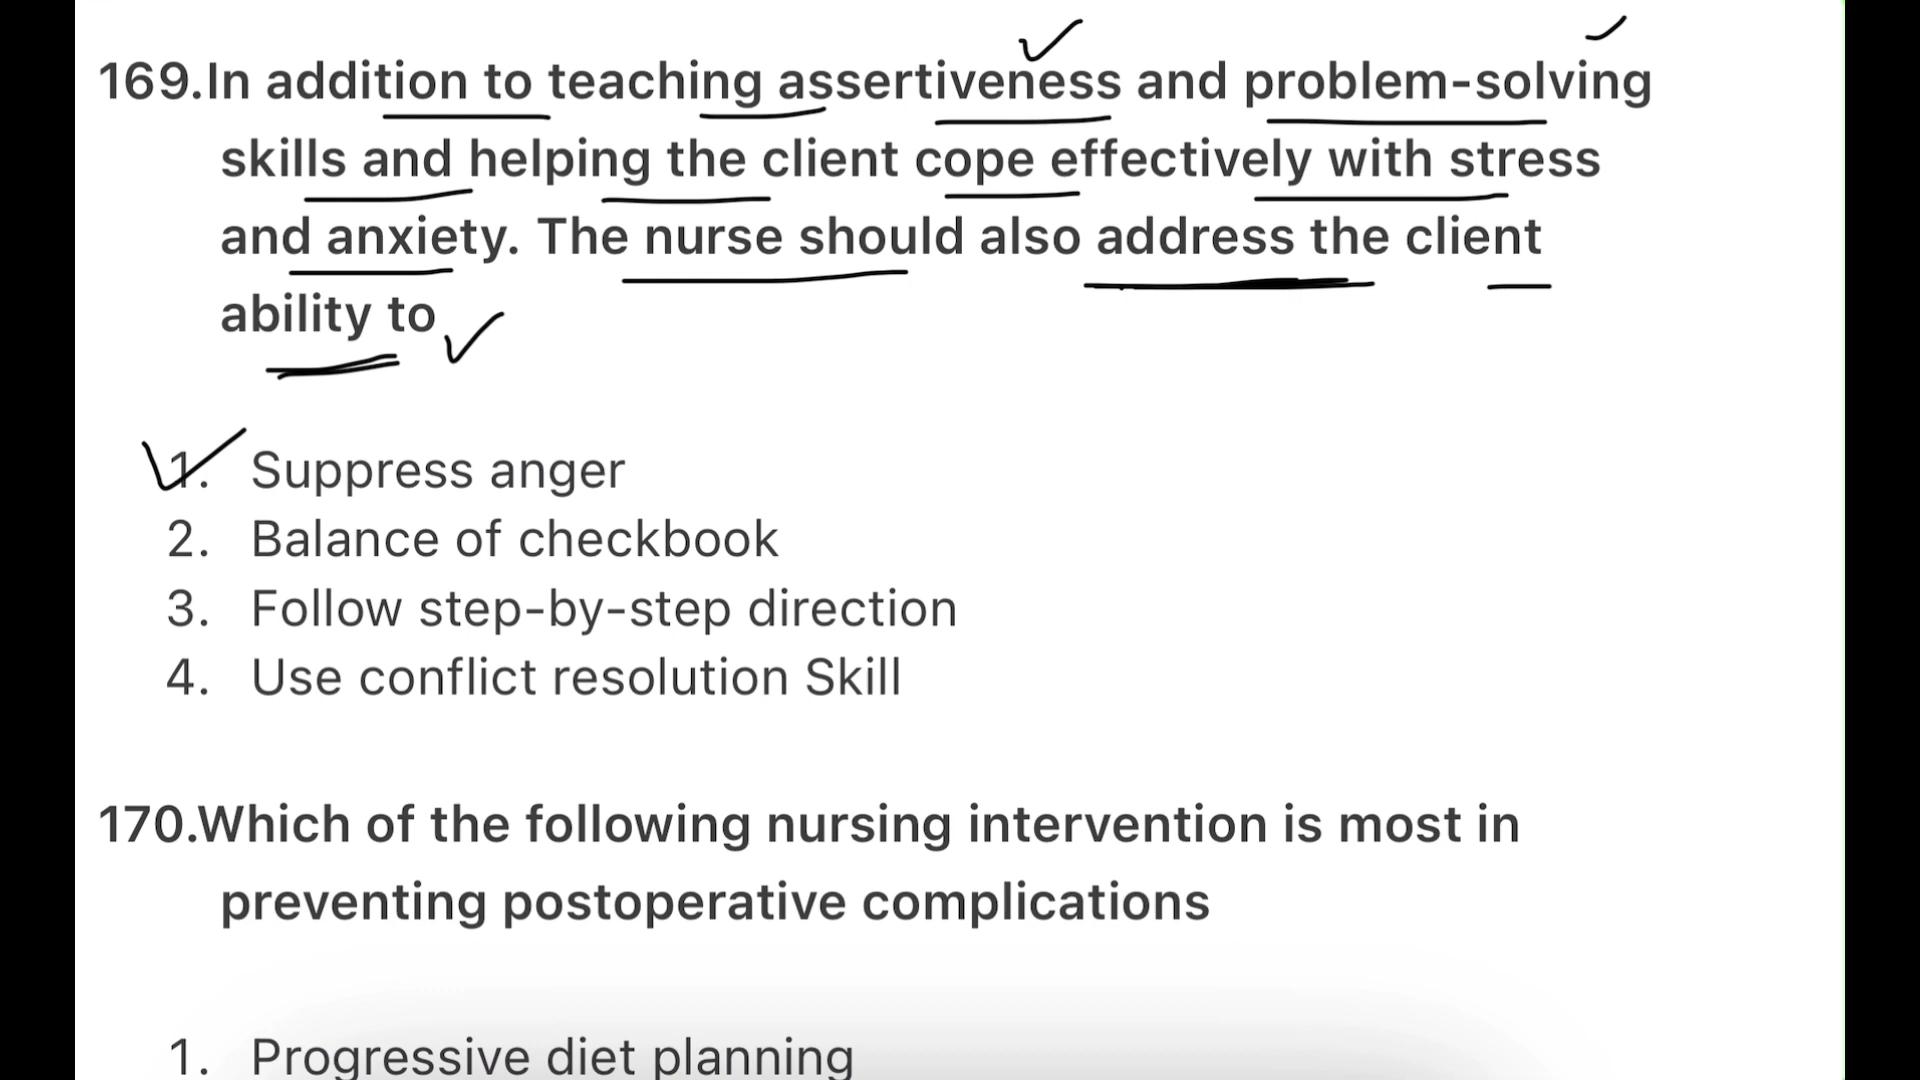 169.In addition to teaching assertiveness and problem-solving
skills and helping the client cope effectively with stress
and anxiety. The nurse should also address the client
ability to
1. Suppress anger
2. Balance of checkbook
3. Follow step-by-step direction
4. Use conflict resolution Skill
170.Which of the following nursing intervention is most in
preventing postoperative complications
1. Progressive diet planning